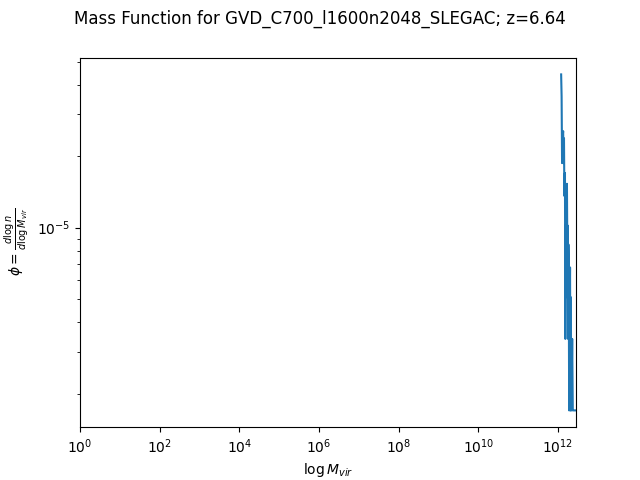 Mass Function for GVD_C700_l1600n2048_SLEGAC; z=6.64
ϕ = d log n / d log M_vir
10^-5
10^0 10^2 10^4 10^6 10^8 10^10 10^12
log M_vir